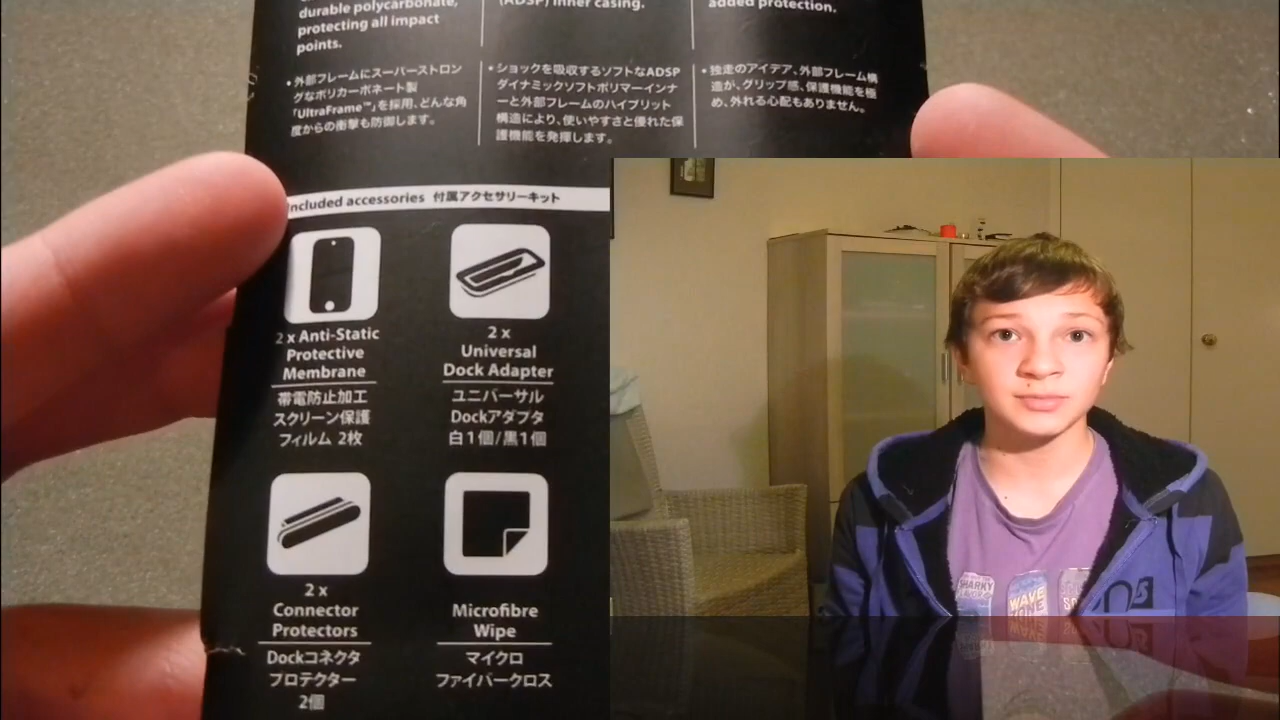 durable polycarbonate,
protecting all impact
points.
(ADSP) inner casing.
added protection.
・外部フレームにスーパーストロン
グなポリカーボネート製
「UltraFrame™」を採用、どんな角
度からの衝撃も防御します。
・ショックを吸収するソフトなADSP
ダイナミックソフトポリマーインナ
ーと外部フレームのハイブリット
構造により、使いやすさと優れた保
護機能を発揮します。
・独走のアイデア、外部フレーム構
造が、グリップ感、保護機能を極
め、外れる心配もありません。
Included accessories 付属アクセサリーキット
2 x Anti-Static
Protective
Membrane
帯電防止加工
スクリーン保護
フィルム 2枚
2 x
Universal
Dock Adapter
ユニバーサル
Dockアダプタ
白1個/黒1個
2 x
Connector
Protectors
Dockコネクタ
プロテクター
2個
Microfibre
Wipe
マイクロ
ファイバークロス
SHARKY
WAVE